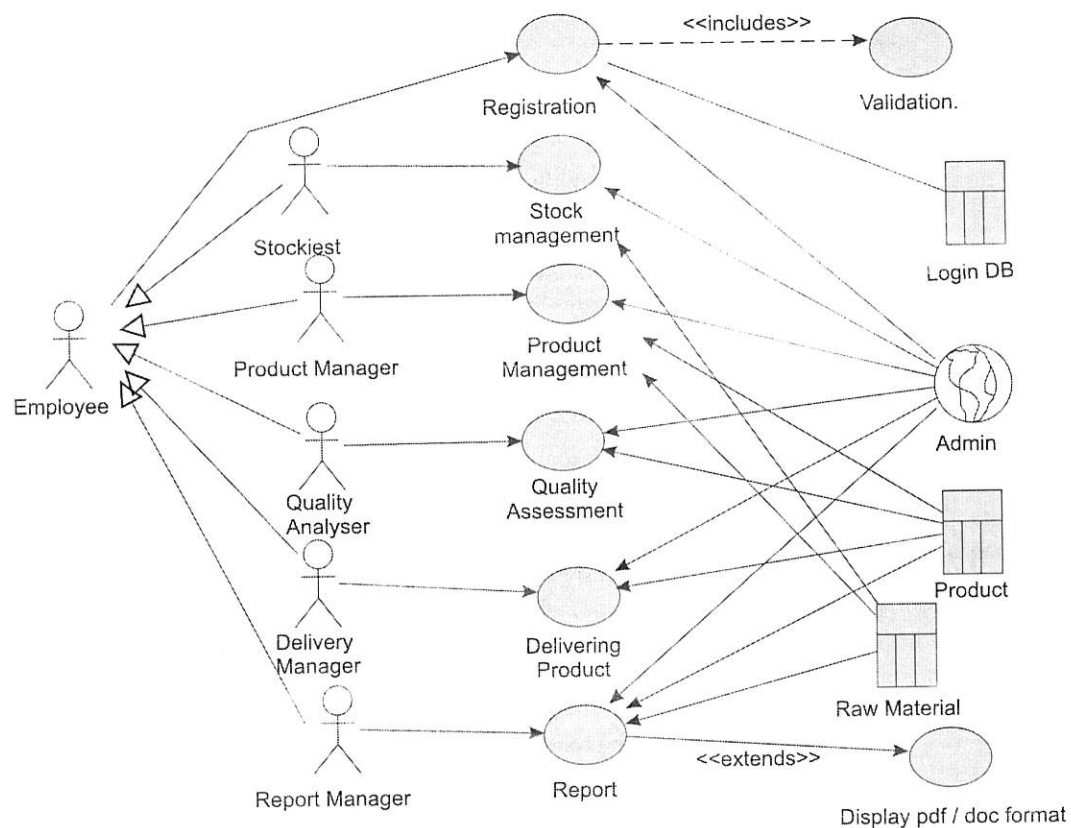 <<includes>>
Registration
Validation.
Stockiest
Stock
management
Login DB
Product Manager
Product
Management
Employee
Admin
Quality
Analyser
Quality
Assessment
Product
Delivery
Manager
Delivering
Product
Raw Material
Report Manager
Report
<<extends>>
Display pdf / doc format